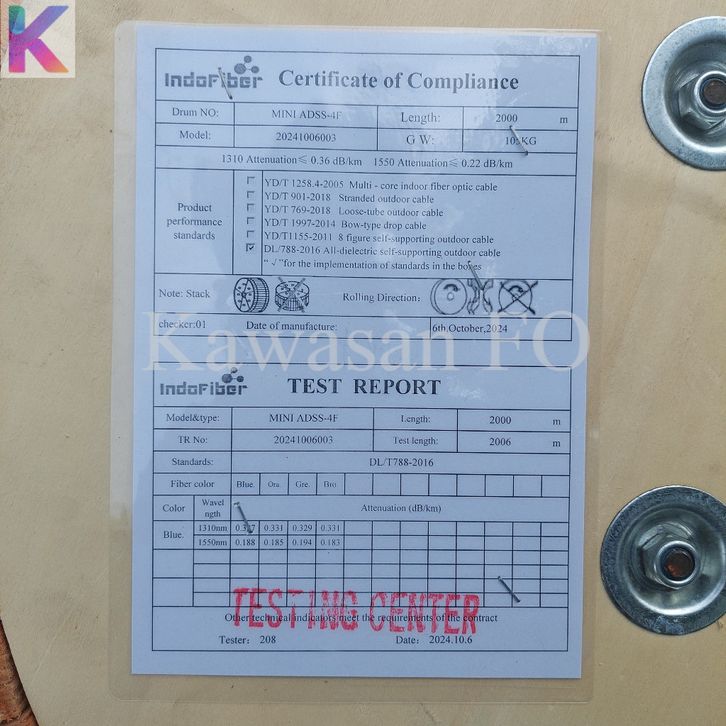 K
IndoFiber Certificate of Compliance
Drum NO: MINI ADSS-4F Length: 2000 m
Model: 20241006003 G W: KG
1310 Attenuation≤ 0.36 dB/km 1550 Attenuation≤ 0.22 dB/km
Product performance standards
YD/T 1258.4-2005 Multi - core indoor fiber optic cable
YD/T 901-2018 Stranded outdoor cable
YD/T 769-2018 Loose-tube outdoor cable
YD/T 1997-2014 Bow-type drop cable
YD/T1155-2011 8 figure self-supporting outdoor cable
DL/788-2016 All-dielectric self-supporting outdoor cable
"√"for the implementation of standards in the boxes
Note: Stack Rolling Direction:
checker:01 Date of manufacture: 6th,October,2024
Kawasan FO
IndoFiber TEST REPORT
Model&type: MINI ADSS-4F Length: 2000 m
TR No: 20241006003 Test length: 2006 m
Standards: DL/T788-2016
Fiber color Blue. Ora. Gre. Bro
Color Wavel ngth Attenuation (dB/km)
Blue. 1310nm 0.331 0.329 0.331
1550nm 0.188 0.185 0.194 0.183
TESTING CENTER
Other technical indicators meet the requirements of the contract
Tester: 208 Date: 2024.10.6